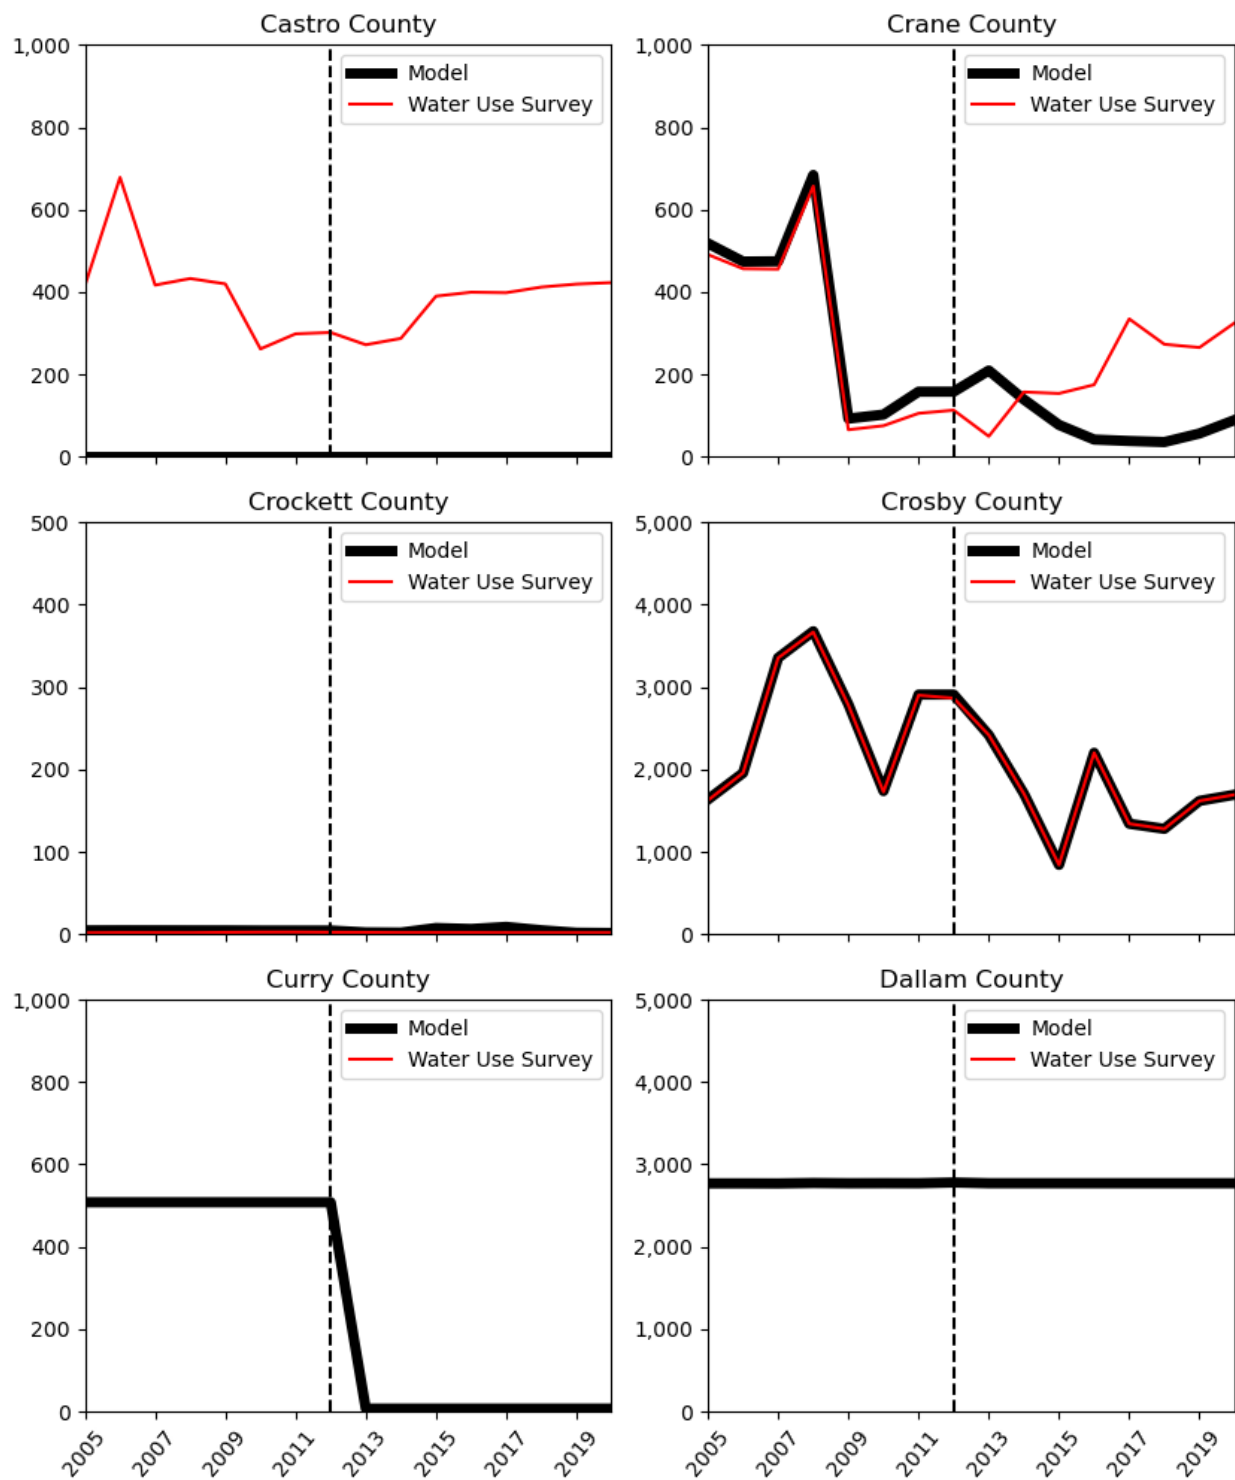 Castro County
1,000
800
600
400
200
0
Model
Water Use Survey
Crane County
1,000
800
600
400
200
0
Model
Water Use Survey
Crockett County
500
400
300
200
100
0
Model
Water Use Survey
Crosby County
5,000
4,000
3,000
2,000
1,000
0
Model
Water Use Survey
Curry County
1,000
800
600
400
200
0
Model
Water Use Survey
2005 2007 2009 2011 2013 2015 2017 2019
Dallam County
5,000
4,000
3,000
2,000
1,000
0
Model
Water Use Survey
2005 2007 2009 2011 2013 2015 2017 2019